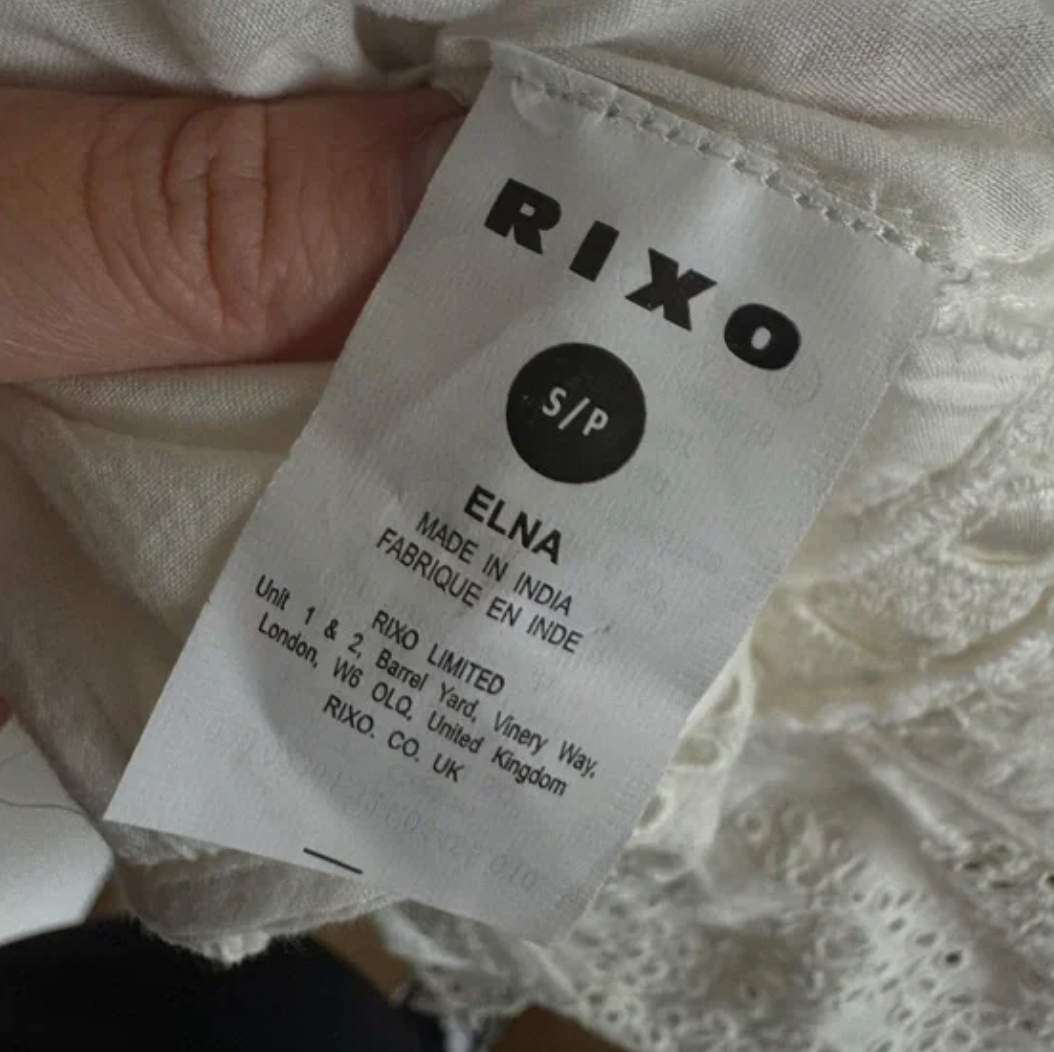 RIXO
S/P
ELNA
MADE IN INDIA
FABRIQUE EN INDE
RIXO LIMITED
Unit 1 & 2, Barrel Yard, Vinery Way,
London, W6 OLQ, United Kingdom
RIXO. CO. UK